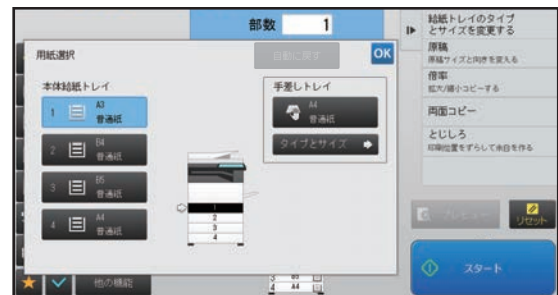 部数 1
用紙選択
自動に戻す
OK
本体給紙トレイ
1 A3
普通紙
2 B4
普通紙
3 B5
普通紙
4 A4
普通紙
手差しトレイ
A4
普通紙
タイプとサイズ
1
2
3
4
給紙トレイのタイプ
とサイズを変更する
原稿
原稿サイズと向きを変える
倍率
拡大/縮小コピーする
両面コピー
とじしろ
印刷位置をずらして余白を作る
プレビュー
リセット
スタート
他の機能
3 B5
4 A4